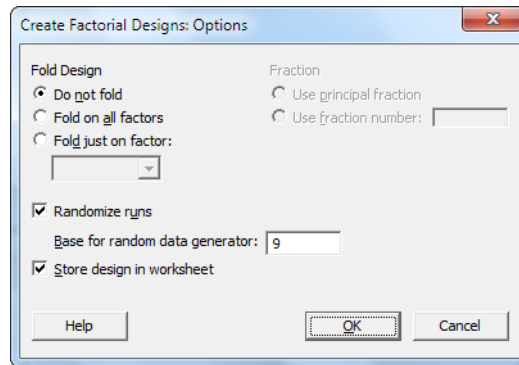 Create Factorial Designs: Options
Fold Design
Do not fold
Fold on all factors
Fold just on factor:
Fraction
Use principal fraction
Use fraction number:
Randomize runs
Base for random data generator: 9
Store design in worksheet
Help OK Cancel